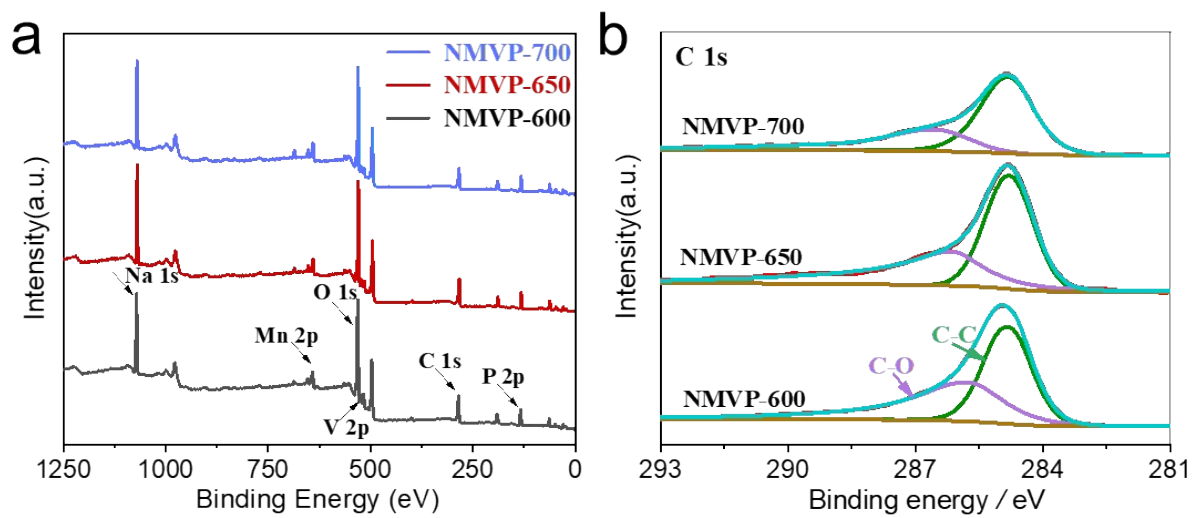 a
NMVP-700
NMVP-650
NMVP-600
Na 1s
O 1s
Mn 2p
C 1s
P 2p
V 2p
Intensity(a.u.)
1250 1000 750 500 250 0
Binding Energy (eV)
b
C 1s
NMVP-700
NMVP-650
C-C
C-O
NMVP-600
Intensity(a.u.)
293 290 287 284 281
Binding energy / eV